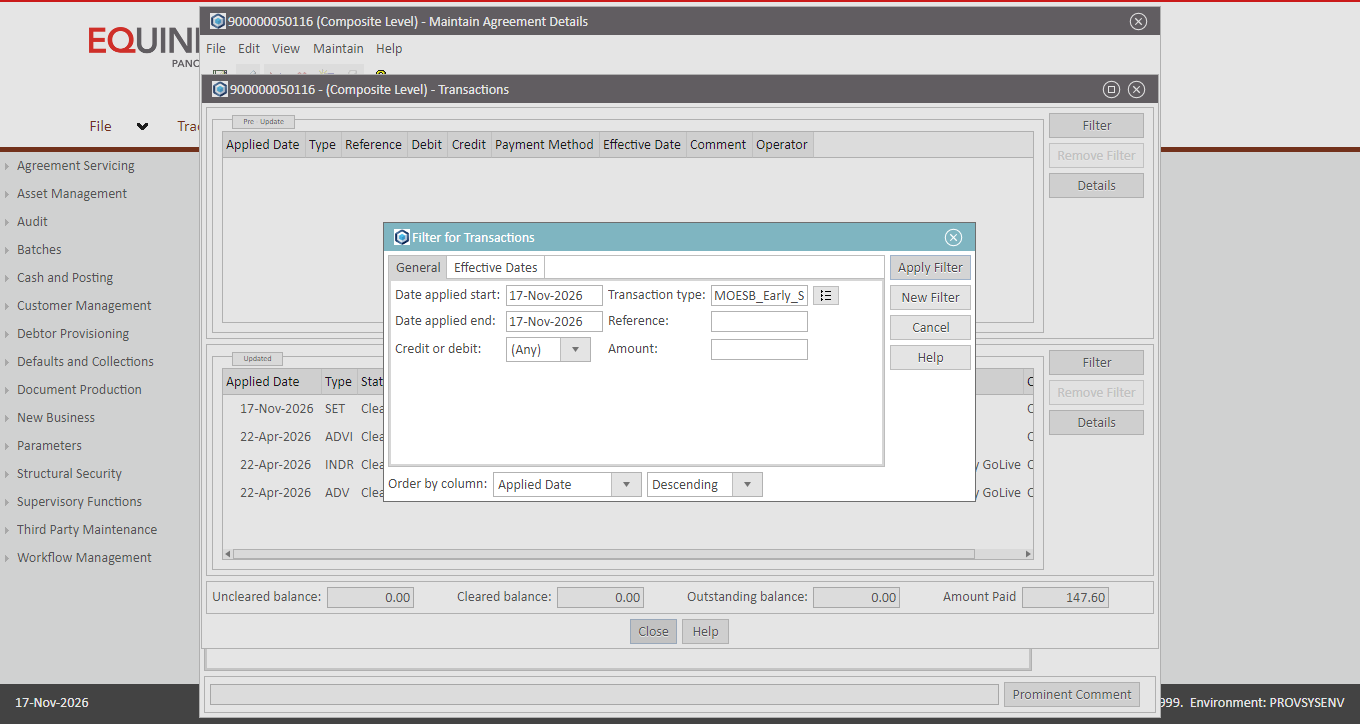 900000050116 (Composite Level) - Maintain Agreement Details
EQUIN
PANO
File Edit View Maintain Help
900000050116 - (Composite Level) - Transactions
File
Pre - Update
Filter
Applied Date Type Reference Debit Credit Payment Method Effective Date Comment Operator
Remove Filter
Details
Agreement Servicing
Asset Management
Audit
Batches
Cash and Posting
Customer Management
Debtor Provisioning
Defaults and Collections
Document Production
New Business
Parameters
Structural Security
Supervisory Functions
Third Party Maintenance
Workflow Management
Filter for Transactions
General Effective Dates
Apply Filter
New Filter
Cancel
Help
Date applied start: 17-Nov-2026 Transaction type: MOESB_Early_S
Date applied end: 17-Nov-2026 Reference:
Credit or debit: (Any) Amount:
Order by column: Applied Date Descending
Updated
Filter
Remove Filter
Details
Applied Date Type Stat
17-Nov-2026 SET Clea
22-Apr-2026 ADVI Clea
22-Apr-2026 INDR Clea y GoLive
22-Apr-2026 ADV Clea y GoLive
Uncleared balance: 0.00 Cleared balance: 0.00 Outstanding balance: 0.00 Amount Paid 147.60
Close Help
Prominent Comment
17-Nov-2026
999. Environment: PROVSYSENV